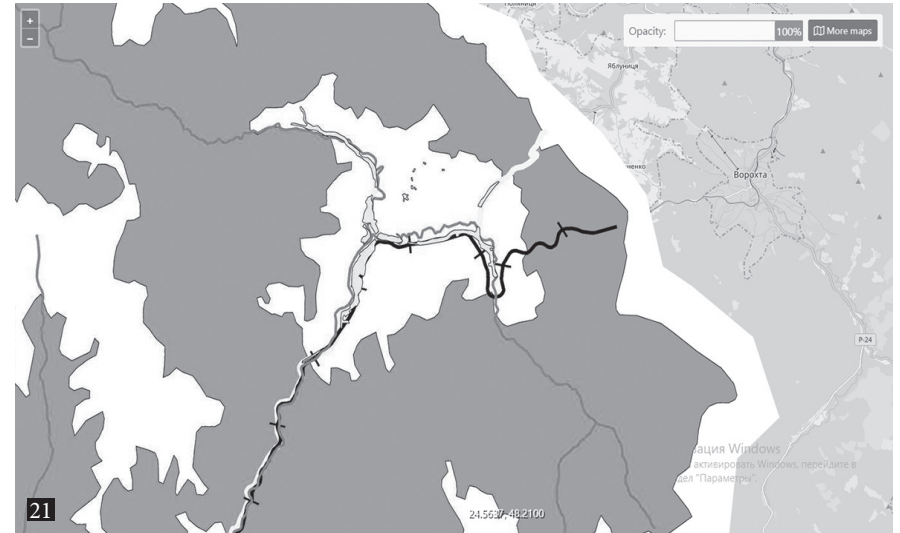 +
−
Opacity:
100%
More maps
Яблуниця
ненко
Ворохта
P-24
ация Windows
активировать Windows, перейдите в
дел "Параметры".
21
24.5637, 48.2100